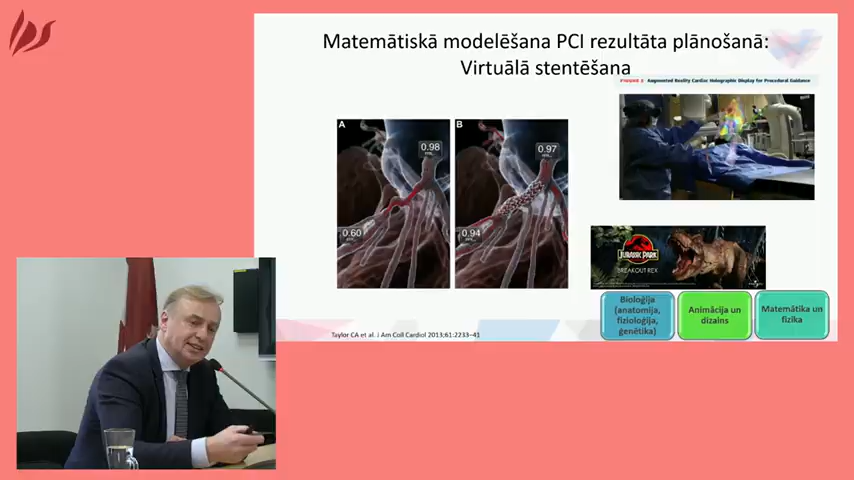 Matemātiskā modelēšana PCI rezultāta plānošanā:
Virtuālā stentēšana
FIGURE 2 Augmented Reality Cardiac Holographic Display for Procedural Guidance
A
B
0.98
0.97
0.60
0.94
JURASSIC PARK
BREAKOUT REX
Bioloģija
(anatomija,
fizioloģija,
ģenētika)
Animācija un
dizains
Matemātika un
fizika
Taylor CA et al. J Am Coll Cardiol 2013;61:2233–41